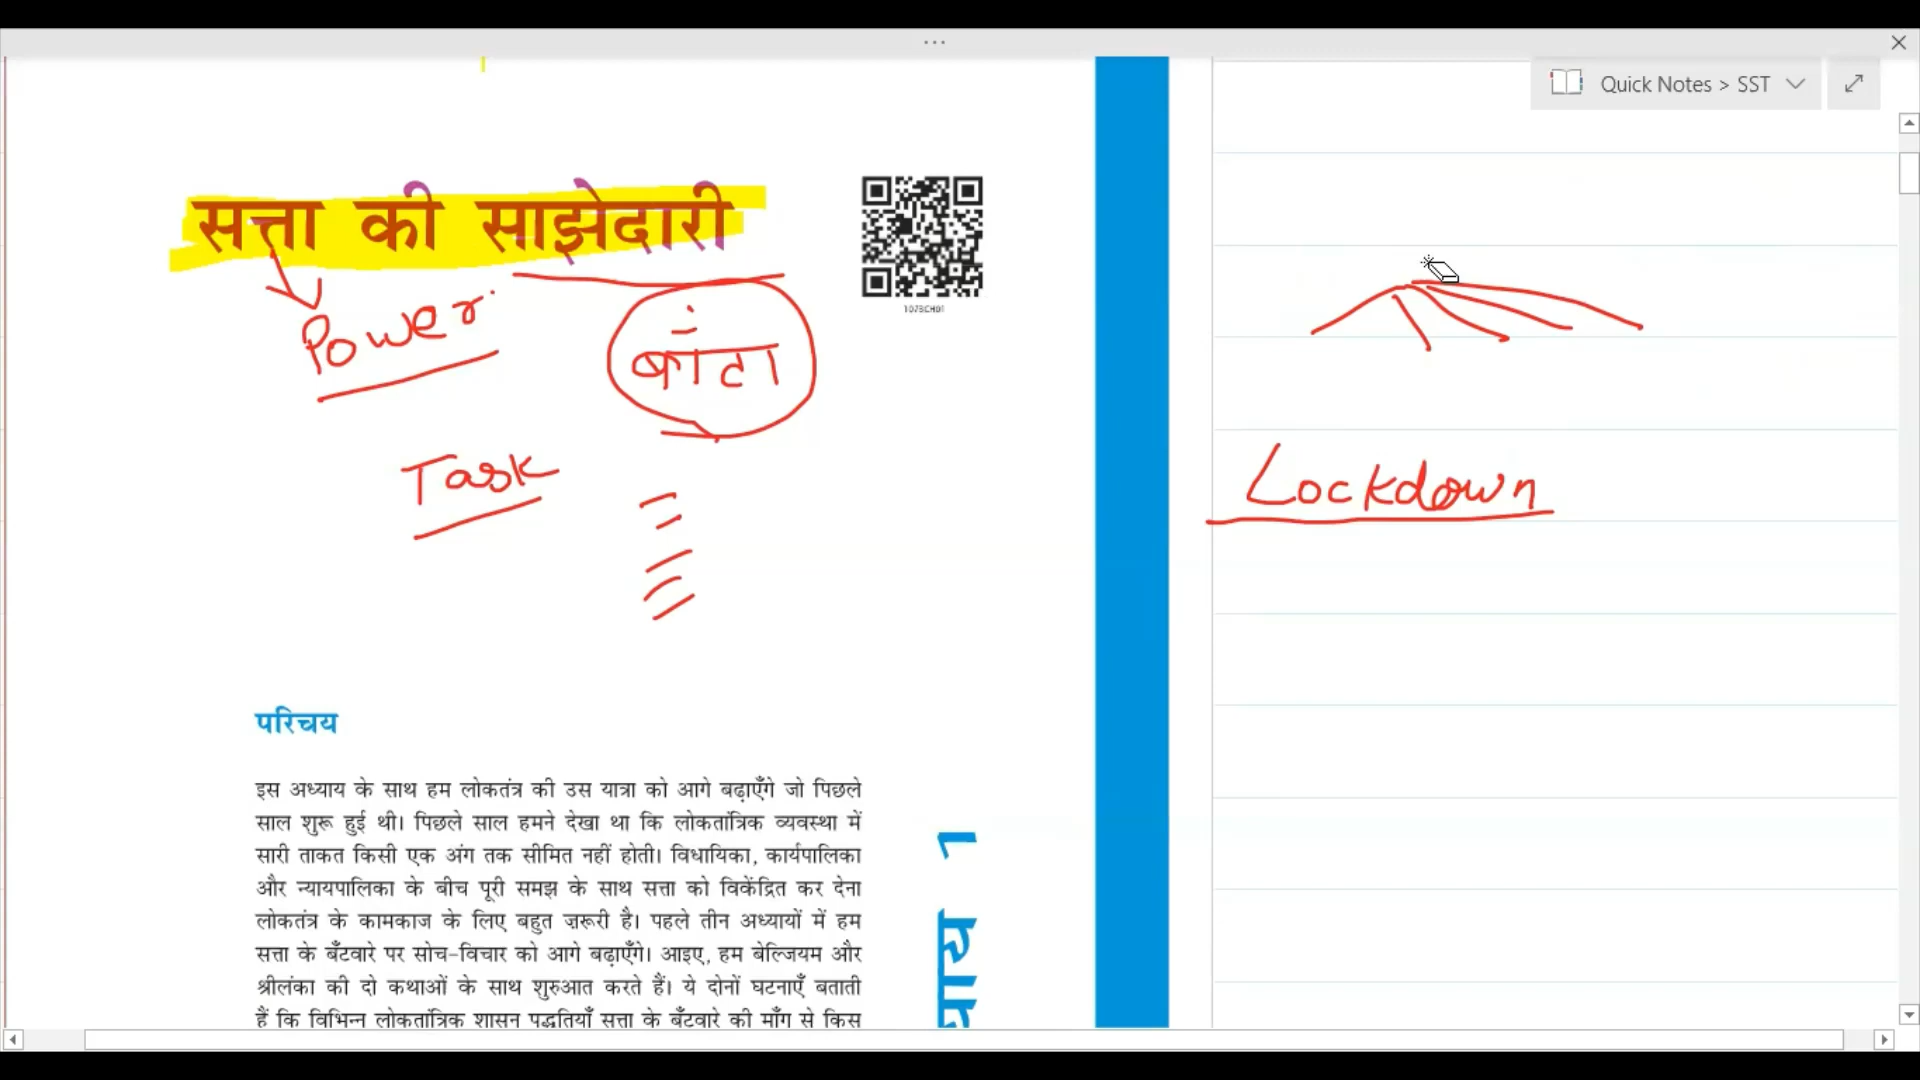 Quick Notes > SST
सत्ता की साझेदारी
1078CH01
Power
बांटा
Task
Lockdown
परिचय
इस अध्याय के साथ हम लोकतंत्र की उस यात्रा को आगे बढ़ाएँगे जो पिछले
साल शुरू हुई थी। पिछले साल हमने देखा था कि लोकतांत्रिक व्यवस्था में
सारी ताकत किसी एक अंग तक सीमित नहीं होती। विधायिका, कार्यपालिका
और न्यायपालिका के बीच पूरी समझ के साथ सत्ता को विकेंद्रित कर देना
लोकतंत्र के कामकाज के लिए बहुत ज़रूरी है। पहले तीन अध्यायों में हम
सत्ता के बँटवारे पर सोच-विचार को आगे बढ़ाएँगे। आइए, हम बेल्जियम और
श्रीलंका की दो कथाओं के साथ शुरुआत करते हैं। ये दोनों घटनाएँ बताती
हैं कि विभिन्न लोकतांत्रिक शासन पद्धतियाँ सत्ता के बँटवारे की माँग से किस
1